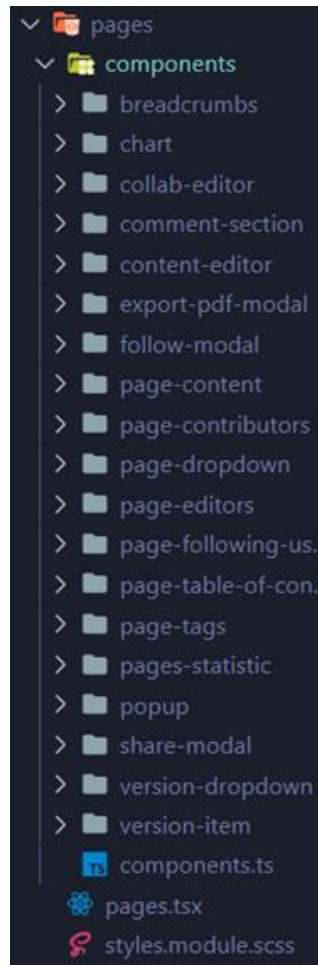 pages
components
breadcrumbs
chart
collab-editor
comment-section
content-editor
export-pdf-modal
follow-modal
page-content
page-contributors
page-dropdown
page-editors
page-following-us.
page-table-of-con.
page-tags
pages-statistic
popup
share-modal
version-dropdown
version-item
TS components.ts
pages.tsx
styles.module.scss